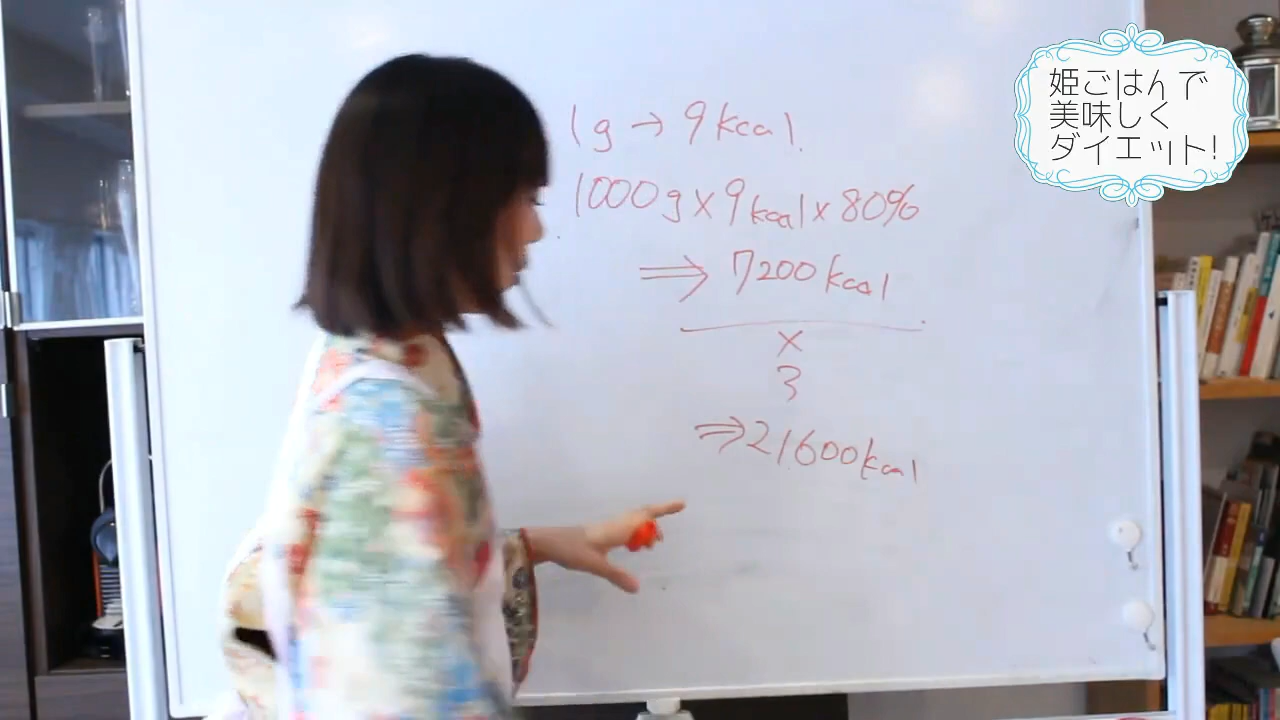 1g→9kcal.
1000g×9kcal×80%
⇒7200kcal
×
3
⇒21600kcal
姫ごはんで
美味しく
ダイエット!